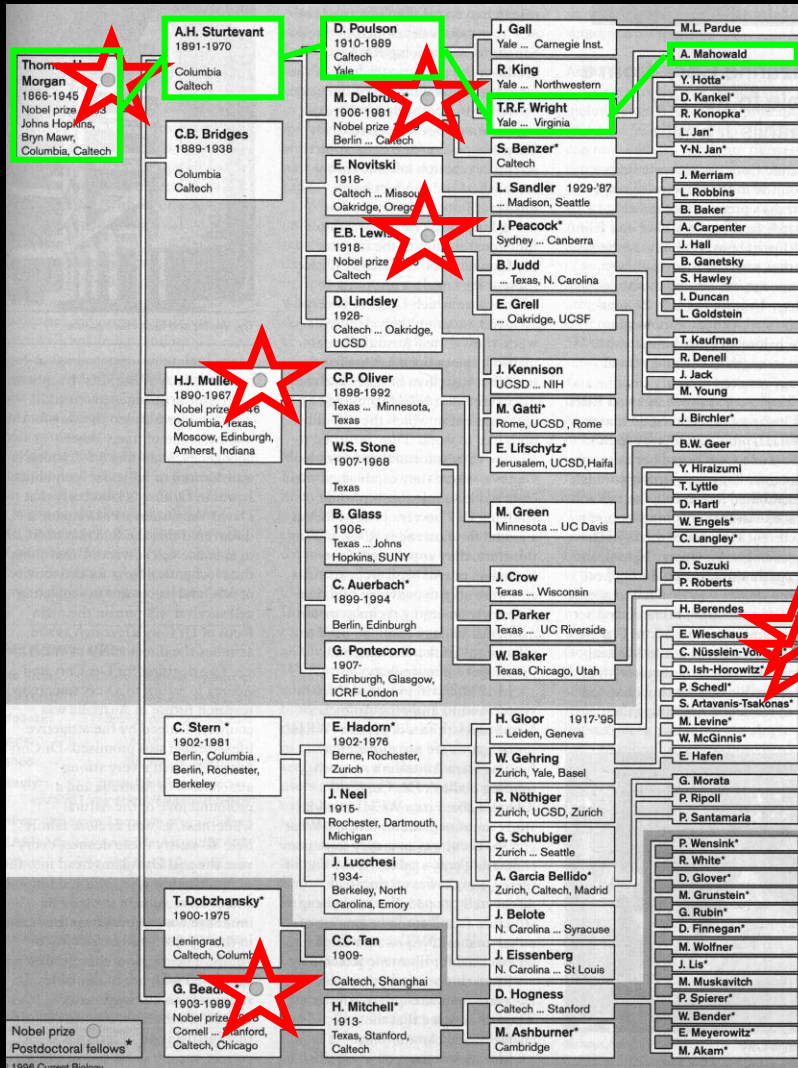 Morgan
1866-1945
Nobel prize
Johns Hopkins,
Bryn Mawr,
Columbia, Caltech
A.H. Sturtevant
1891-1970
Columbia
Caltech
C.B. Bridges
1889-1938
Columbia
Caltech
H.J. Muller
1890-1967
Nobel prize
Columbia, Texas,
Moscow, Edinburgh,
Amherst, Indiana
C. Stern *
1902-1981
Berlin, Columbia ,
Berlin, Rochester,
Berkeley
T. Dobzhansky*
1900-1975
Leningrad,
Caltech,
G.
1903-1989
Nobel
Cornell ...
Caltech, Chicago
D. Poulson
1910-1989
Caltech
Yale
M. Delbruck*
1906-1981
Nobel prize
Berlin ... Caltech
E. Novitski
1918-
Caltech ...
Oakridge,
E.B. Lewis
1918-
Nobel prize
Caltech
D. Lindsley
1928-
Caltech ... Oakridge,
UCSD
C.P. Oliver
1898-1992
Texas ... Minnesota,
Texas
W.S. Stone
1907-1968
Texas
B. Glass
1906-
Texas ... Johns
Hopkins, SUNY
C. Auerbach*
1899-1994
Berlin, Edinburgh
G. Pontecorvo
1907-
Edinburgh, Glasgow,
ICRF London
E. Hadorn*
1902-1976
Berne, Rochester,
Zurich
J. Neel
1915-
Rochester, Dartmouth,
Michigan
J. Lucchesi
1934-
Berkeley, North
Carolina, Emory
C.C. Tan
1909-
Caltech, Shanghai
H. Mitchell*
1913-
Texas, Stanford,
Caltech
J. Gall
Yale ... Carnegie Inst.
R. King
Yale ... Northwestern
T.R.F. Wright
Yale ... Virginia
S. Benzer*
Caltech
L. Sandler 1929-'87
... Madison, Seattle
J. Peacock*
Sydney ... Canberra
B. Judd
... Texas, N. Carolina
E. Grell
... Oakridge, UCSF
J. Kennison
UCSD ... NIH
M. Gatti*
Rome, UCSD , Rome
E. Lifschytz*
Jerusalem, UCSD,Haifa
M. Green
Minnesota ... UC Davis
J. Crow
Texas ... Wisconsin
D. Parker
Texas ... UC Riverside
W. Baker
Texas, Chicago, Utah
H. Gloor 1917-'95
... Leiden, Geneva
W. Gehring
Zurich, Yale, Basel
R. Nöthiger
Zurich, UCSD, Zurich
G. Schubiger
Zurich ... Seattle
A. Garcia Bellido*
Zurich, Caltech, Madrid
J. Belote
N. Carolina ... Syracuse
J. Eissenberg
N. Carolina ... St Louis
D. Hogness
Caltech ... Stanford
M. Ashburner*
Cambridge
M.L. Pardue
A. Mahowald
Y. Hotta*
D. Kankel*
R. Konopka*
L. Jan*
Y-N. Jan*
J. Merriam
L. Robbins
B. Baker
A. Carpenter
J. Hall
B. Ganetsky
S. Hawley
I. Duncan
L. Goldstein
T. Kaufman
R. Denell
J. Jack
M. Young
J. Birchler*
B.W. Geer
Y. Hiraizumi
T. Lyttle
D. Hartl
W. Engels*
C. Langley*
D. Suzuki
P. Roberts
H. Berendes
E. Wieschaus
C. Nüsslein-
D. Ish-Horowitz*
P. Schedl*
S. Artavanis-Tsakonas*
M. Levine*
W. McGinnis*
E. Hafen
G. Morata
P. Ripoll
P. Santamaria
P. Wensink*
R. White*
D. Glover*
M. Grunstein*
G. Rubin*
D. Finnegan*
M. Wolfner
J. Lis*
M. Muskavitch
P. Spierer*
W. Bender*
E. Meyerowitz*
M. Akam*
Nobel prize
Postdoctoral fellows*
1996 Current Biology